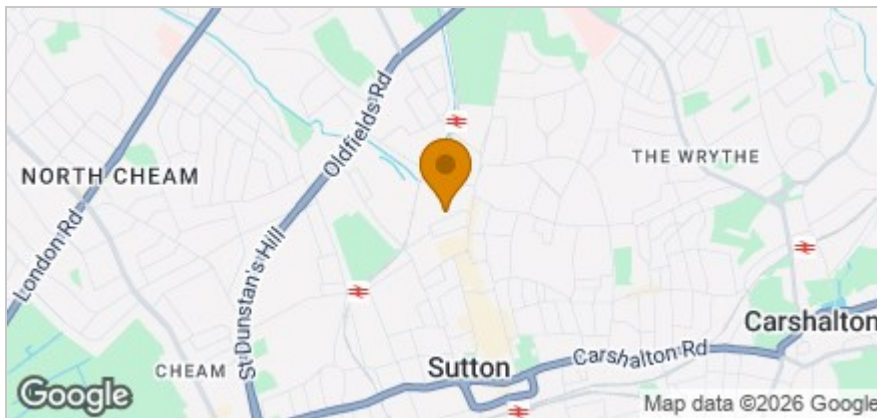 Oldfields Rd
NORTH CHEAM
THE WRYTHE
London Rd
St Dunstan's Hill
Carshalton
CHEAM
Sutton
Carshalton Rd
Google
Map data ©2026 Google